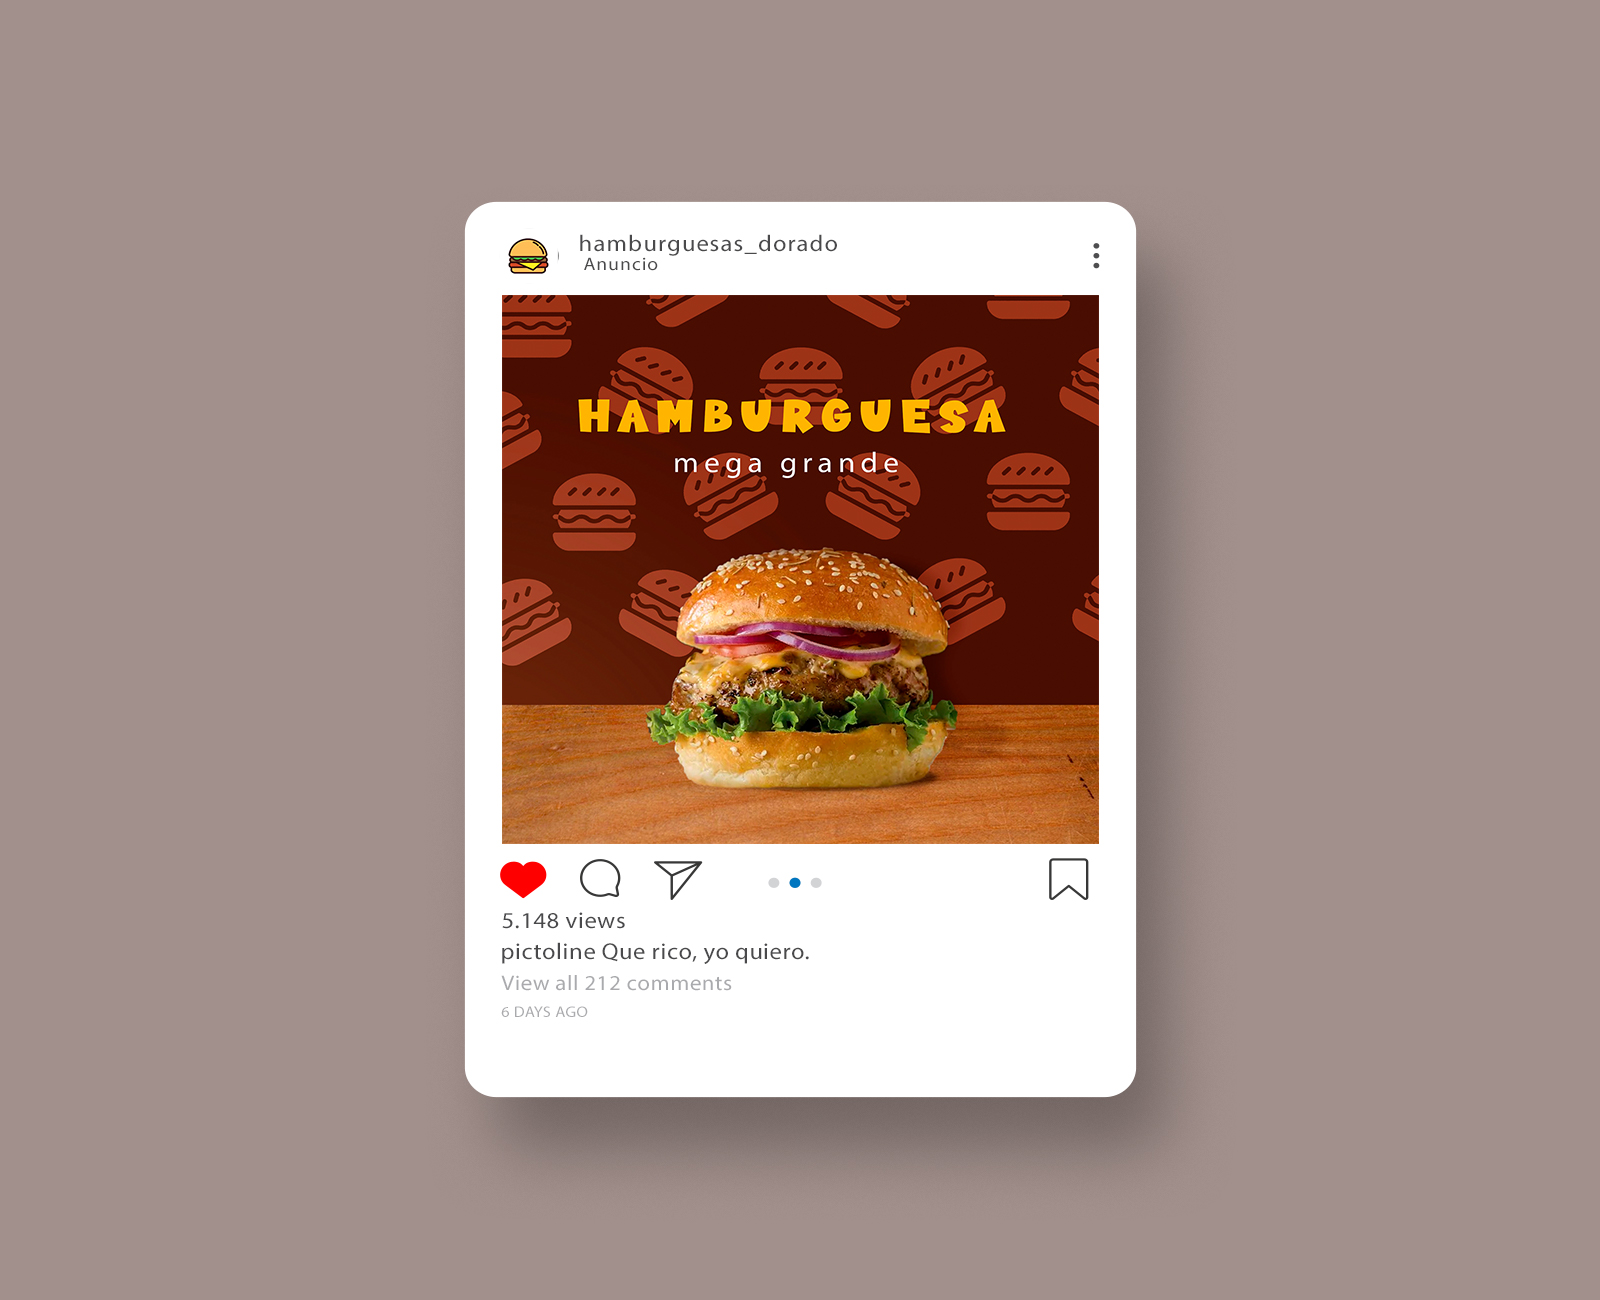 hamburguesas_dorado
Anuncio
HAMBURGUESA
mega grande
5.148 views
pictoline Que rico, yo quiero.
View all 212 comments
6 DAYS AGO